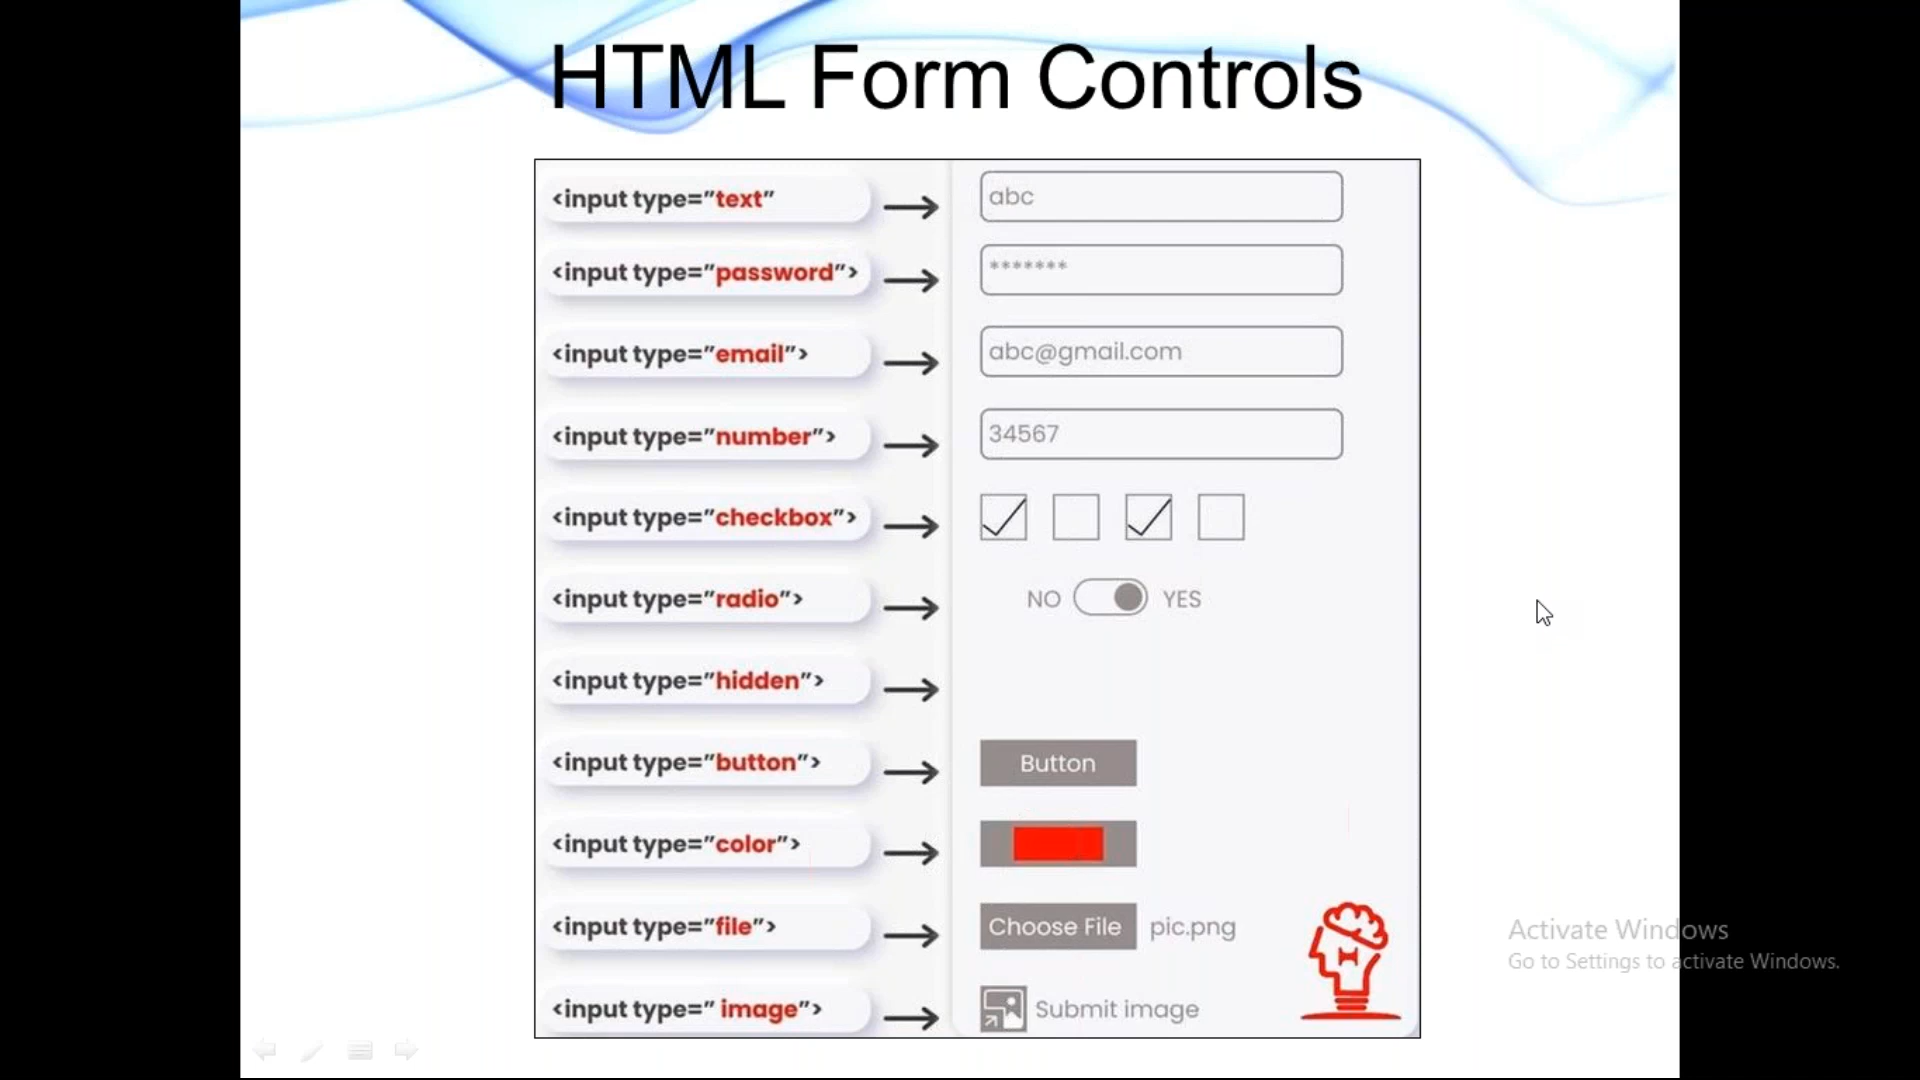 HTML Form Controls
<input type="text"
abc
<input type="password">
*******
<input type="email">
abc@gmail.com
<input type="number">
34567
<input type="checkbox">
<input type="radio">
NO YES
<input type="hidden">
<input type="button">
Button
<input type="color">
<input type="file">
Choose File pic.png
<input type=" image">
Submit image
Activate Windows
Go to Settings to activate Windows.